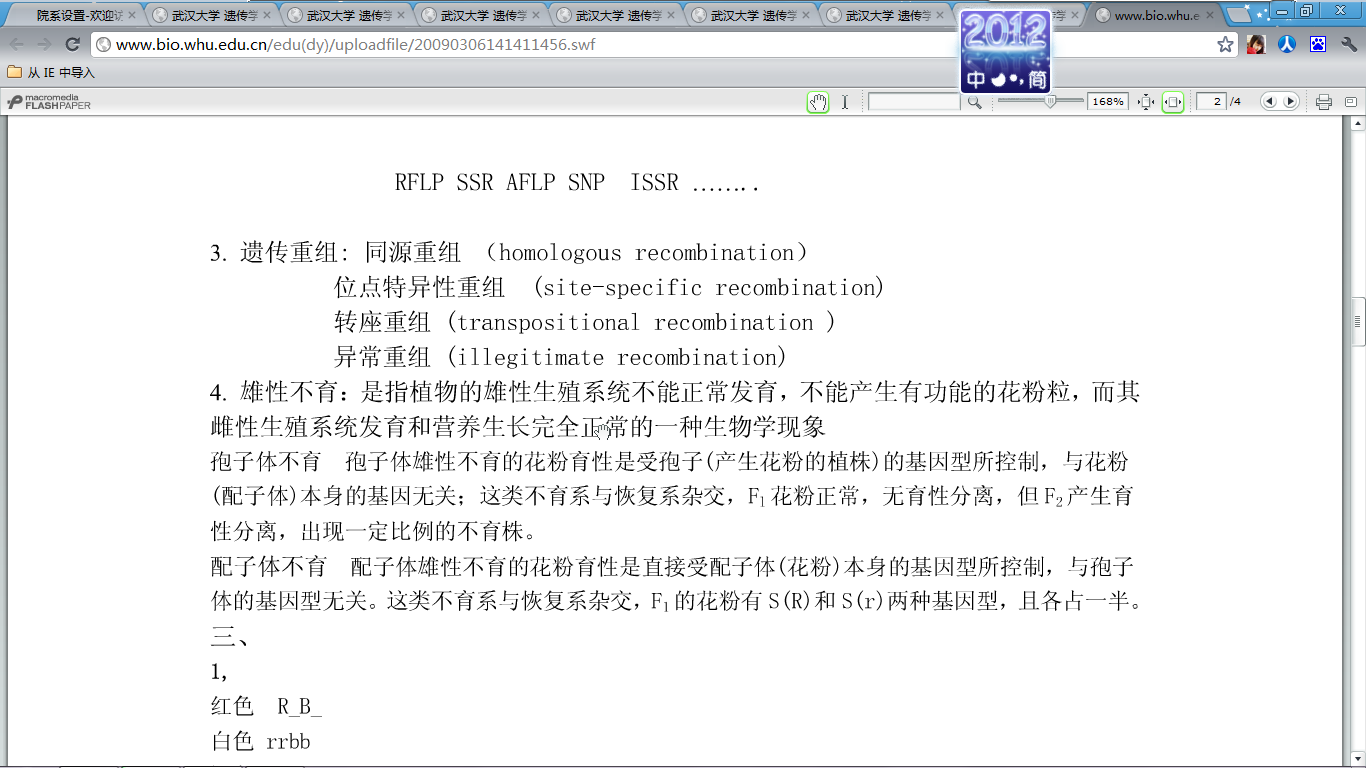 院系设置-欢迎访
武汉大学 遗传学
武汉大学 遗传学
武汉大学 遗传学
武汉大学 遗传学
武汉大学 遗传学
武汉大学 遗传学
www.bio.whu.e
www.bio.whu.edu.cn/edu(dy)/uploadfile/20090306141411456.swf
2012
中 简
从 IE 中导入
macromedia
FLASHPAPER
168%
2 /4
RFLP SSR AFLP SNP ISSR ……..
3. 遗传重组: 同源重组 （homologous recombination）
位点特异性重组 (site-specific recombination)
转座重组 (transpositional recombination )
异常重组 (illegitimate recombination)
4. 雄性不育：是指植物的雄性生殖系统不能正常发育，不能产生有功能的花粉粒，而其
雌性生殖系统发育和营养生长完全正常的一种生物学现象
孢子体不育 孢子体雄性不育的花粉育性是受孢子(产生花粉的植株)的基因型所控制，与花粉
(配子体)本身的基因无关；这类不育系与恢复系杂交，F₁花粉正常，无育性分离，但F₂产生育
性分离，出现一定比例的不育株。
配子体不育 配子体雄性不育的花粉育性是直接受配子体(花粉)本身的基因型所控制，与孢子
体的基因型无关。这类不育系与恢复系杂交，F₁的花粉有S(R)和S(r)两种基因型，且各占一半。
三、
1,
红色 R_B_
白色 rrbb